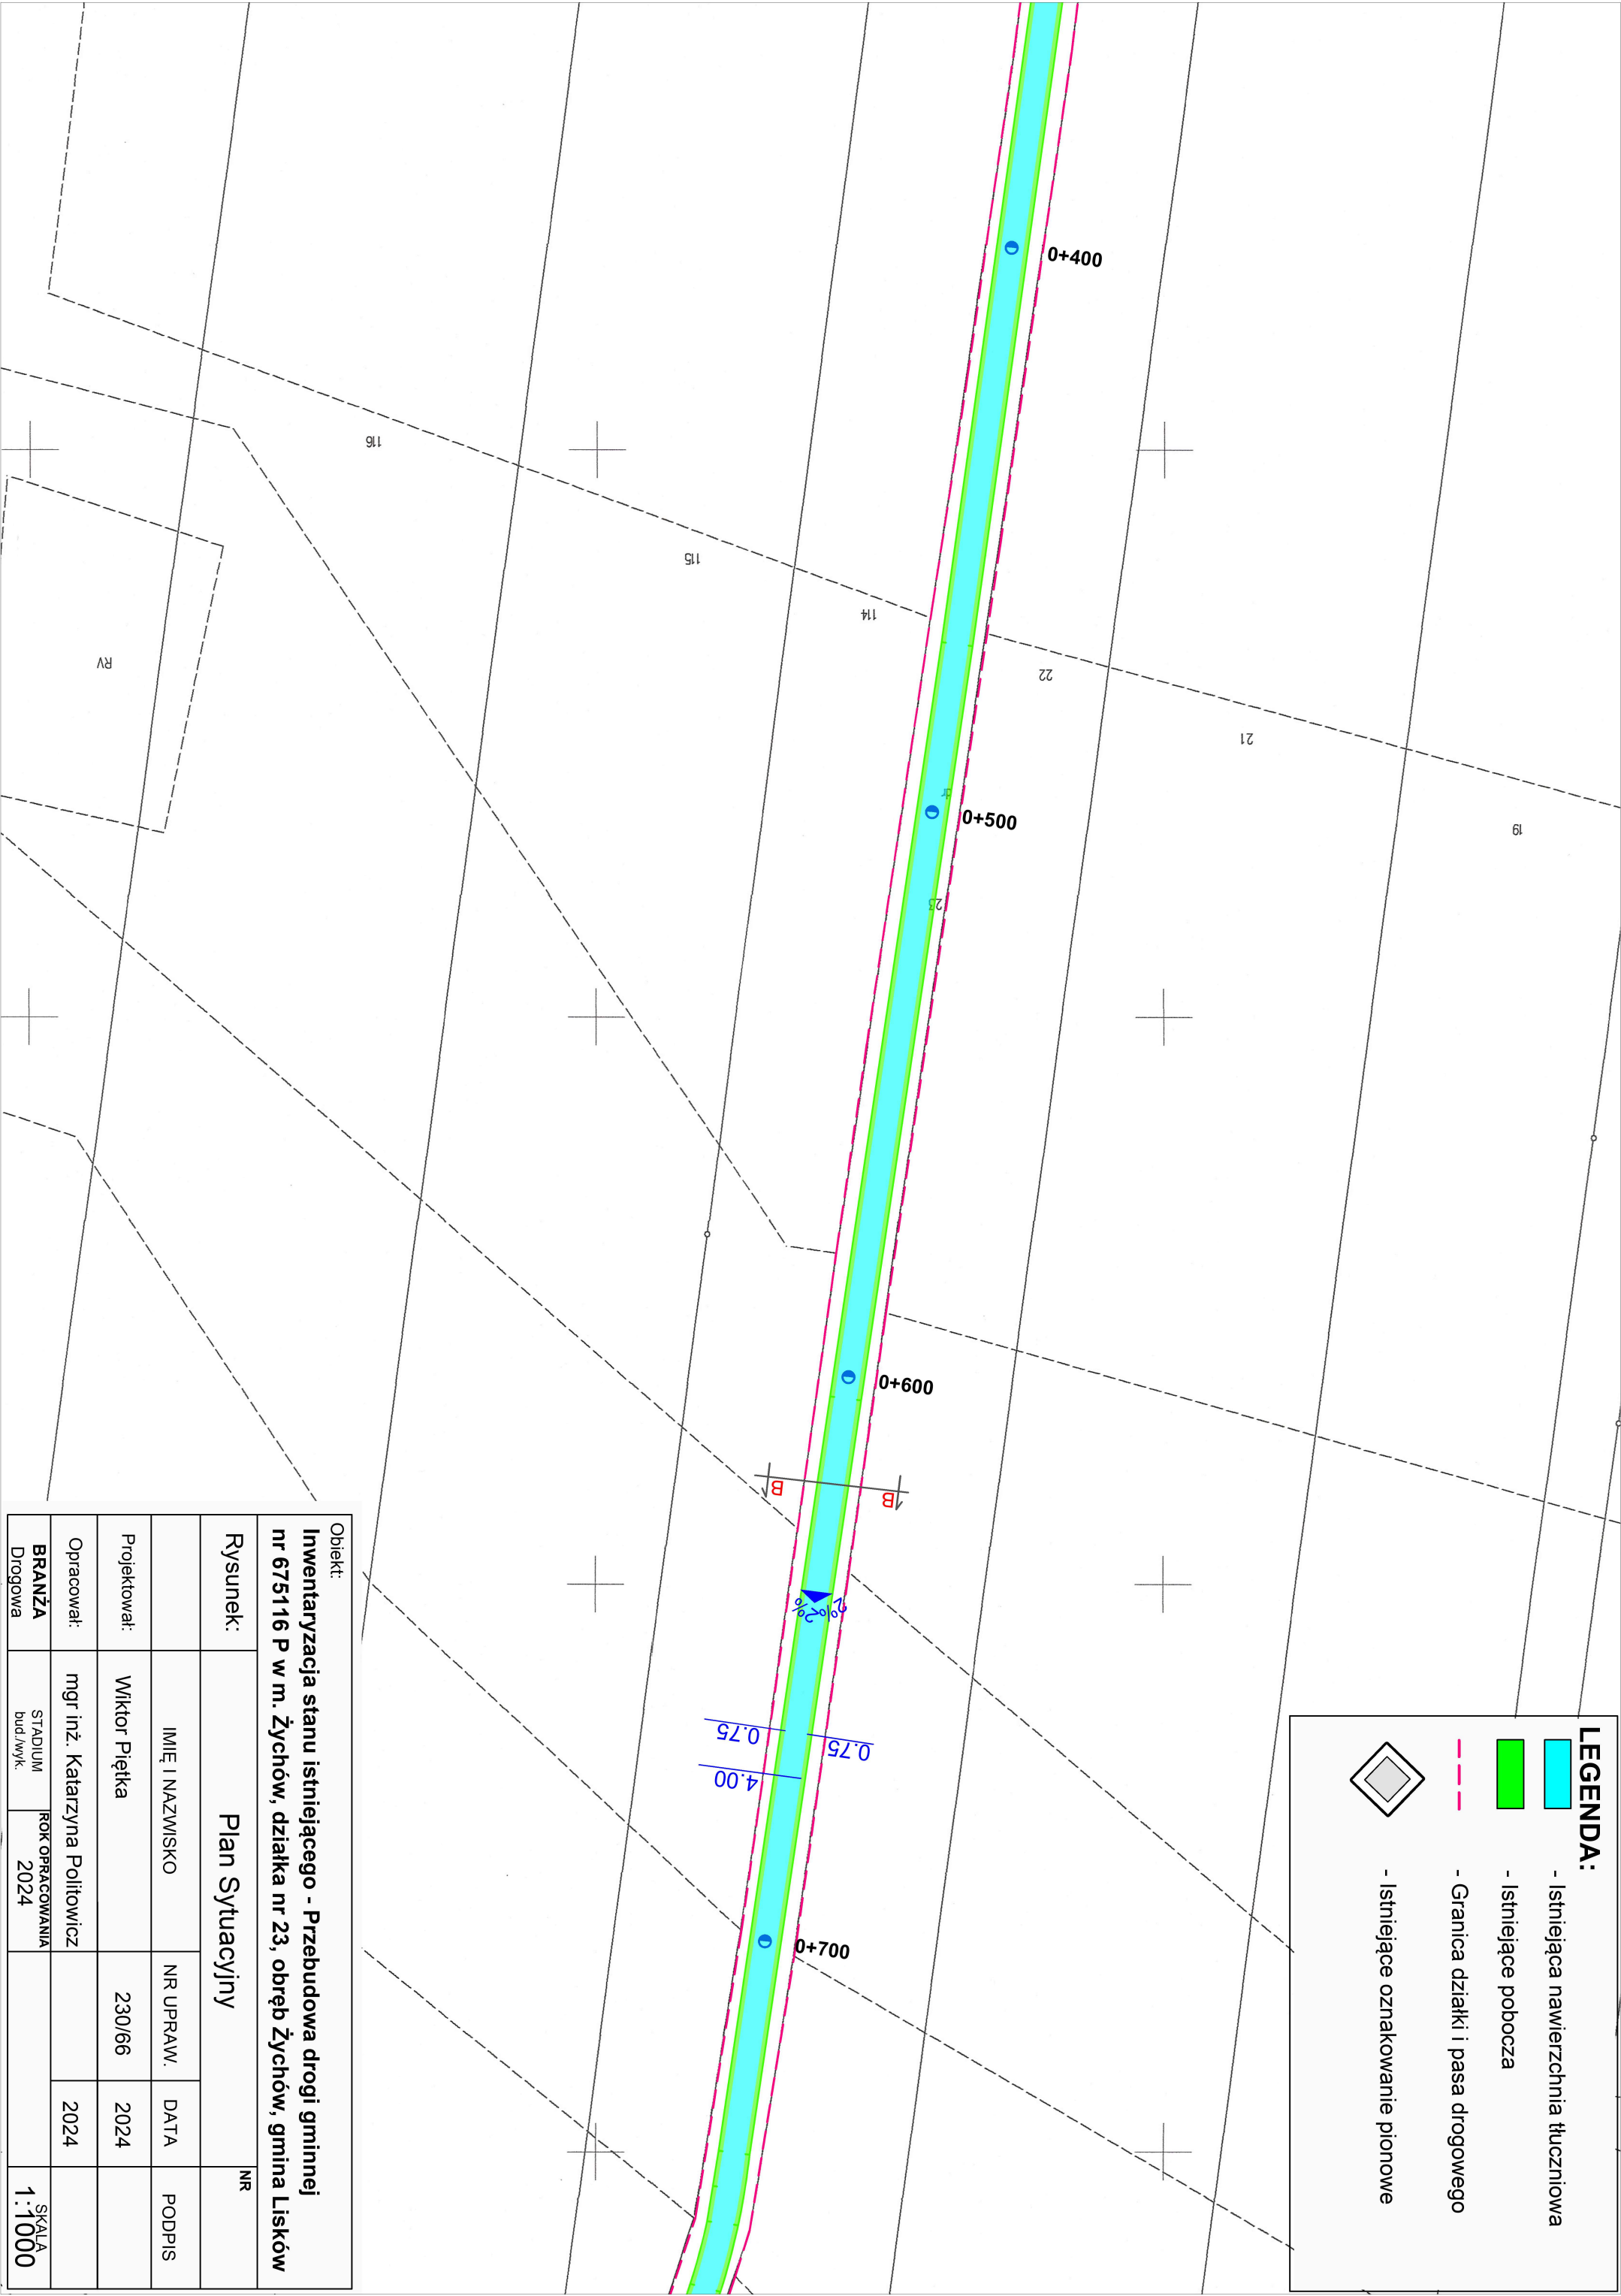 0+400
116
115
114
22
21
19
RV
dr
0+500
23
0+600
B
B
2%
2%
0.75
0.75
4.00
0+700
LEGENDA:
- Istniejąca nawierzchnia tłuczniowa
- Istniejące pobocza
- Granica działki i pasa drogowego
- Istniejące oznakowanie pionowe
Obiekt:
Inwentaryzacja stanu istniejącego - Przebudowa drogi gminnej
nr 675116 P w m. Żychów, działka nr 23, obręb Żychów, gmina Lisków
Rysunek:
Plan Sytuacyjny
NR
IMIĘ I NAZWISKO
NR UPRAW.
DATA
PODPIS
Projektował:
Wiktor Piętka
230/66
2024
Opracował:
mgr inż. Katarzyna Politowicz
2024
BRANŻA
Drogowa
STADIUM
bud./wyk.
ROK OPRACOWANIA
2024
SKALA
1:1000